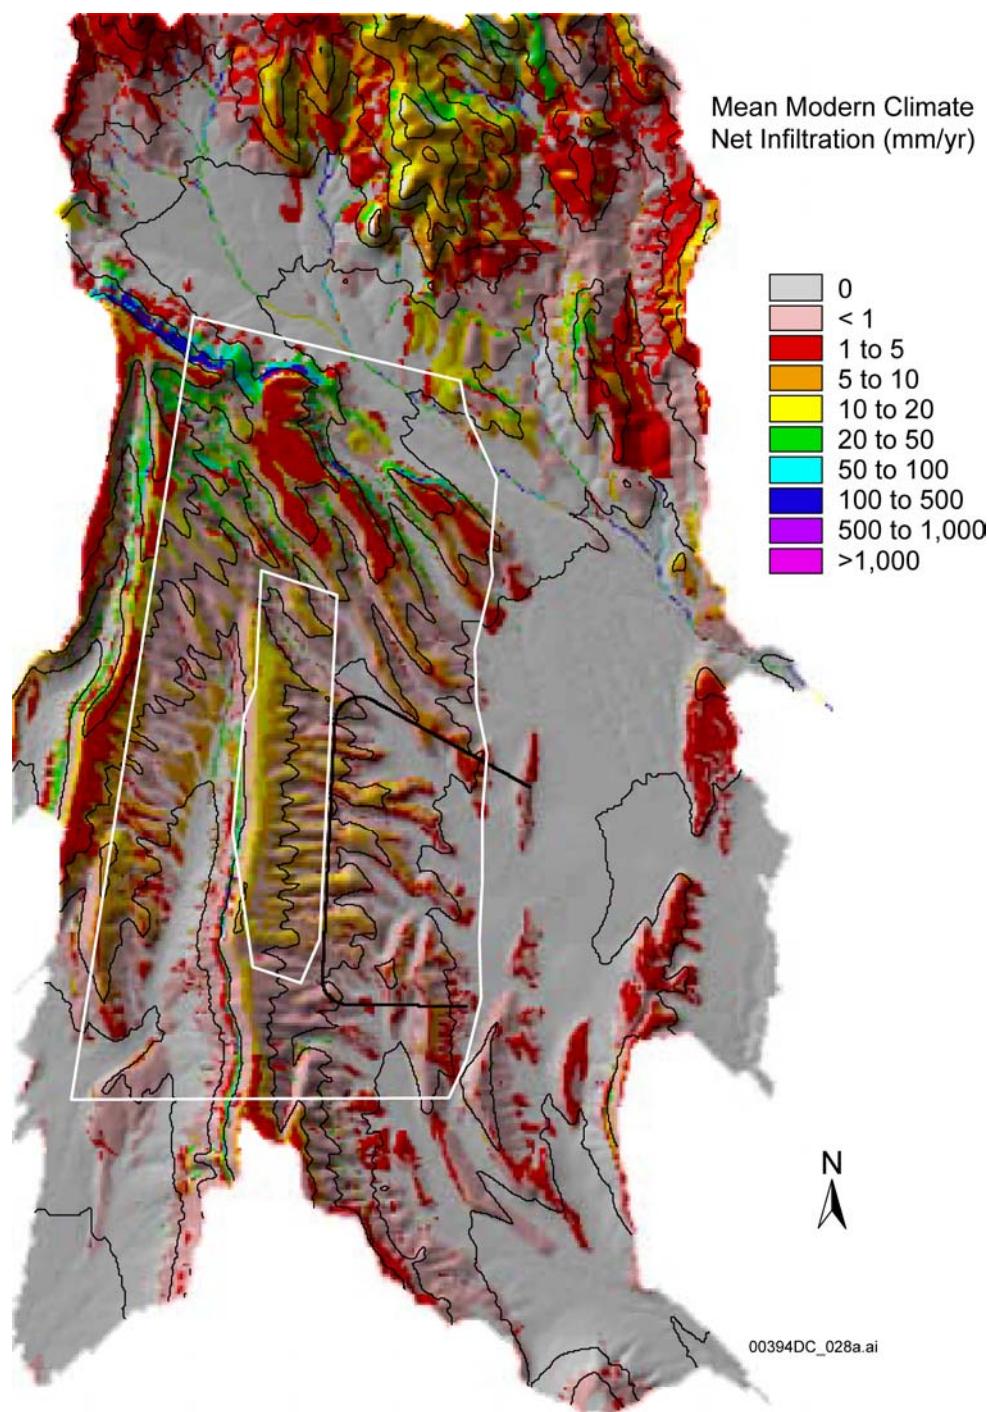 Mean Modern Climate
Net Infiltration (mm/yr)
0
< 1
1 to 5
5 to 10
10 to 20
20 to 50
50 to 100
100 to 500
500 to 1,000
>1,000
N
00394DC_028a.ai